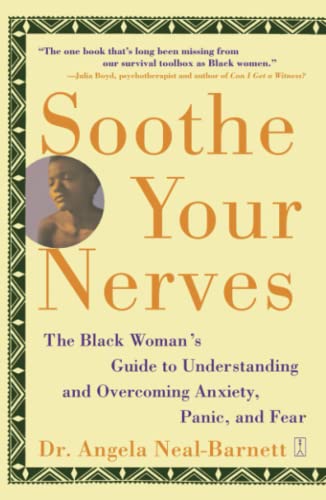 “The one book that’s long been missing from
our survival toolbox as Black women.”
—Julia Boyd, psychotherapist and author of Can I Get a Witness?
Soothe
Your
Nerves
The Black Woman’s
Guide to Understanding
and Overcoming Anxiety,
Panic, and Fear
Dr. Angela Neal-Barnett